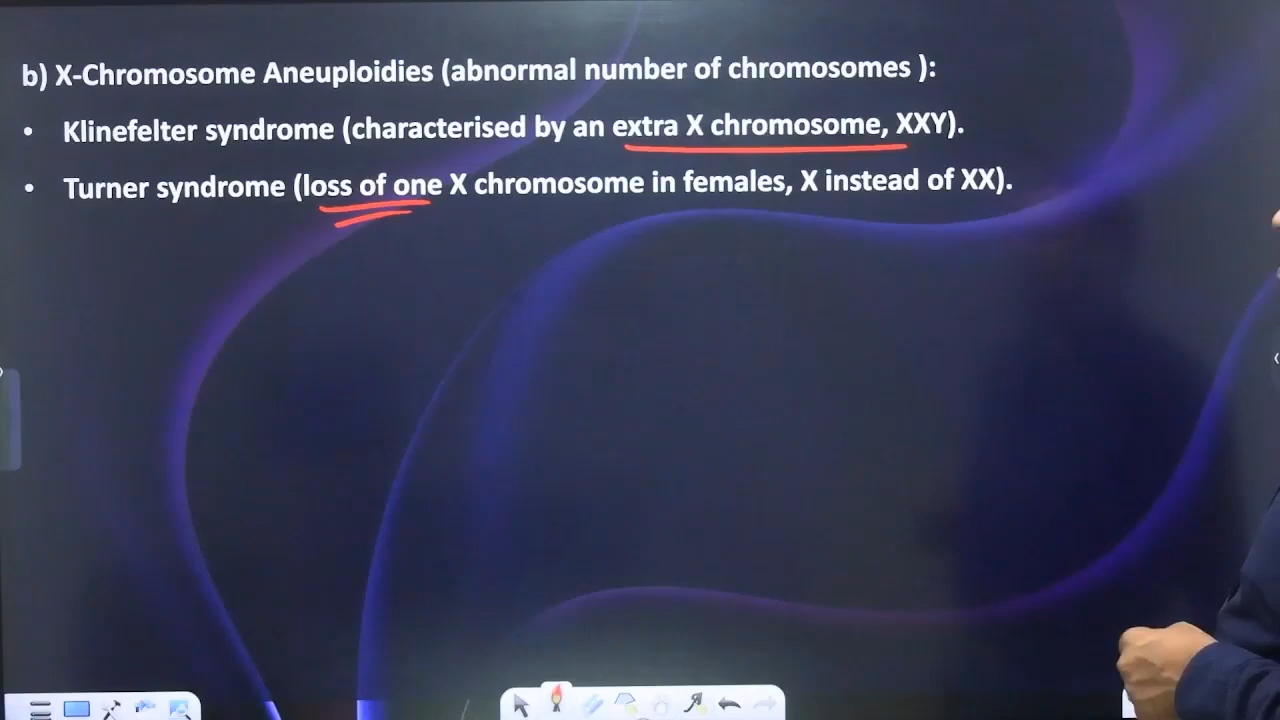 b) X-Chromosome Aneuploidies (abnormal number of chromosomes ):
• Klinefelter syndrome (characterised by an extra X chromosome, XXY).
• Turner syndrome (loss of one X chromosome in females, X instead of XX).